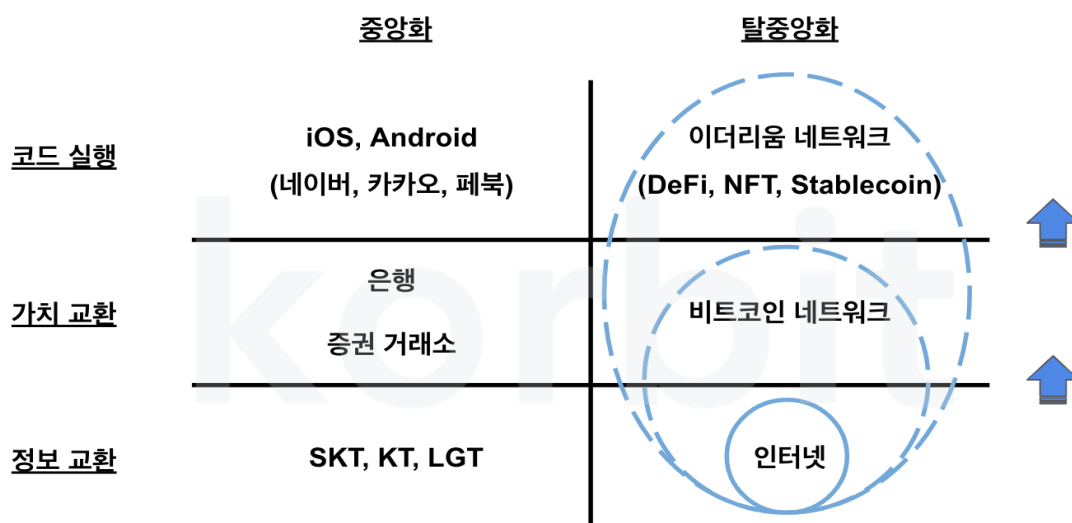 중앙화 탈중앙화
코드 실행
iOS, Android
(네이버, 카카오, 페북)
이더리움 네트워크
(DeFi, NFT, Stablecoin)
가치 교환
은행
증권 거래소
비트코인 네트워크
정보 교환
SKT, KT, LGT
인터넷
korbit